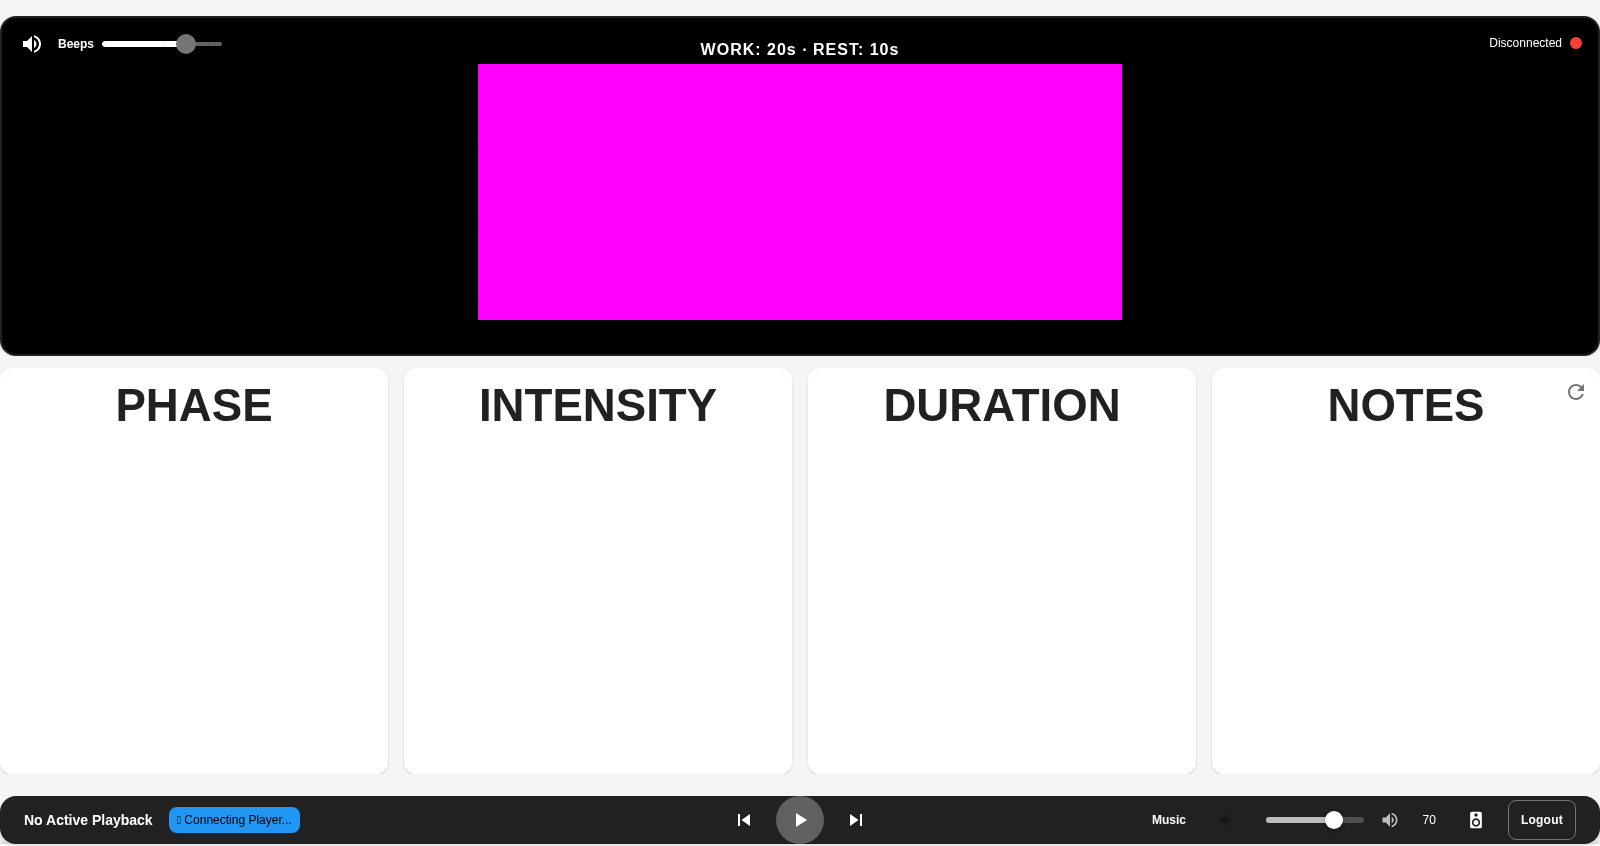 Beeps
WORK: 20s · REST: 10s
Disconnected
PHASE
INTENSITY
DURATION
NOTES
No Active Playback
Connecting Player...
Music
70
Logout